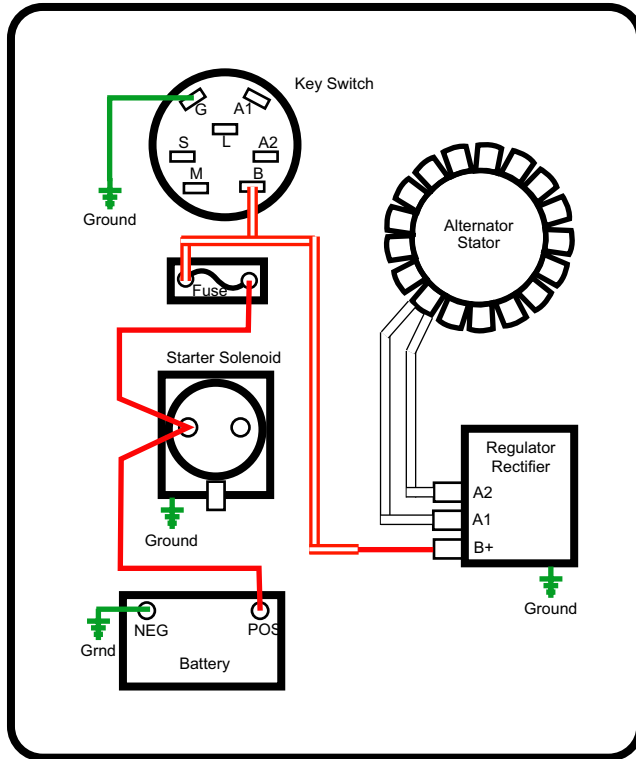 Key Switch
G
A1
L
S
A2
M
B
Ground
Alternator
Stator
Fuse
Starter Solenoid
Regulator
Rectifier
A2
A1
B+
Ground
Ground
NEG
POS
Grnd
Battery